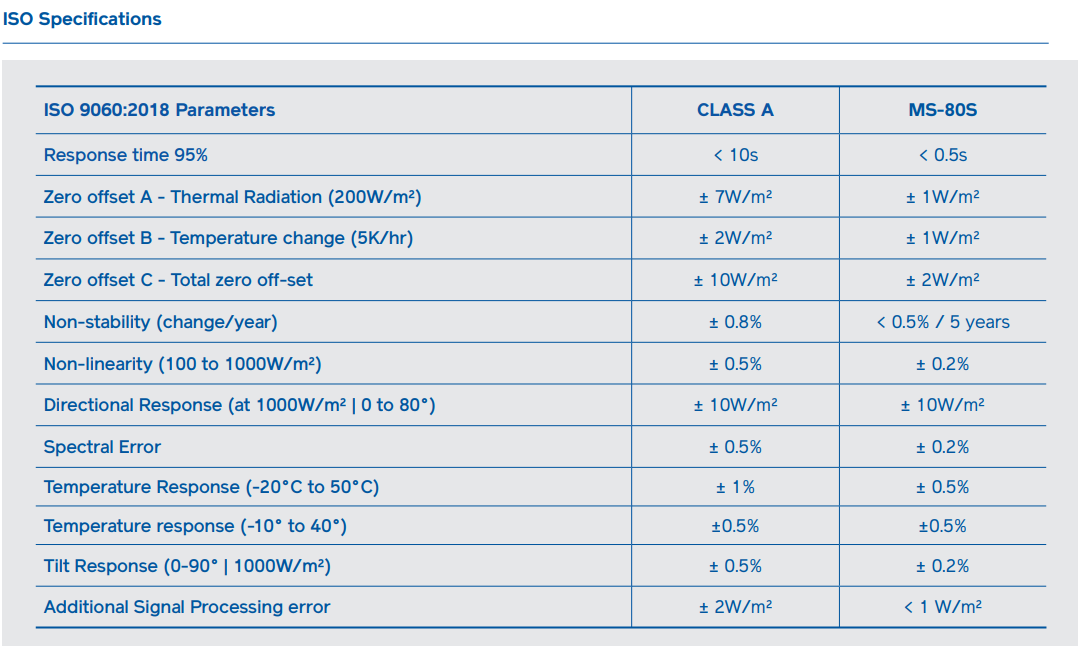 ISO Specifications
ISO 9060:2018 Parameters CLASS A MS-80S
Response time 95% < 10s < 0.5s
Zero offset A - Thermal Radiation (200W/m²) ± 7W/m² ± 1W/m²
Zero offset B - Temperature change (5K/hr) ± 2W/m² ± 1W/m²
Zero offset C - Total zero off-set ± 10W/m² ± 2W/m²
Non-stability (change/year) ± 0.8% < 0.5% / 5 years
Non-linearity (100 to 1000W/m²) ± 0.5% ± 0.2%
Directional Response (at 1000W/m² | 0 to 80°) ± 10W/m² ± 10W/m²
Spectral Error ± 0.5% ± 0.2%
Temperature Response (-20°C to 50°C) ± 1% ± 0.5%
Temperature response (-10° to 40°) ±0.5% ±0.5%
Tilt Response (0-90° | 1000W/m²) ± 0.5% ± 0.2%
Additional Signal Processing error ± 2W/m² < 1 W/m²